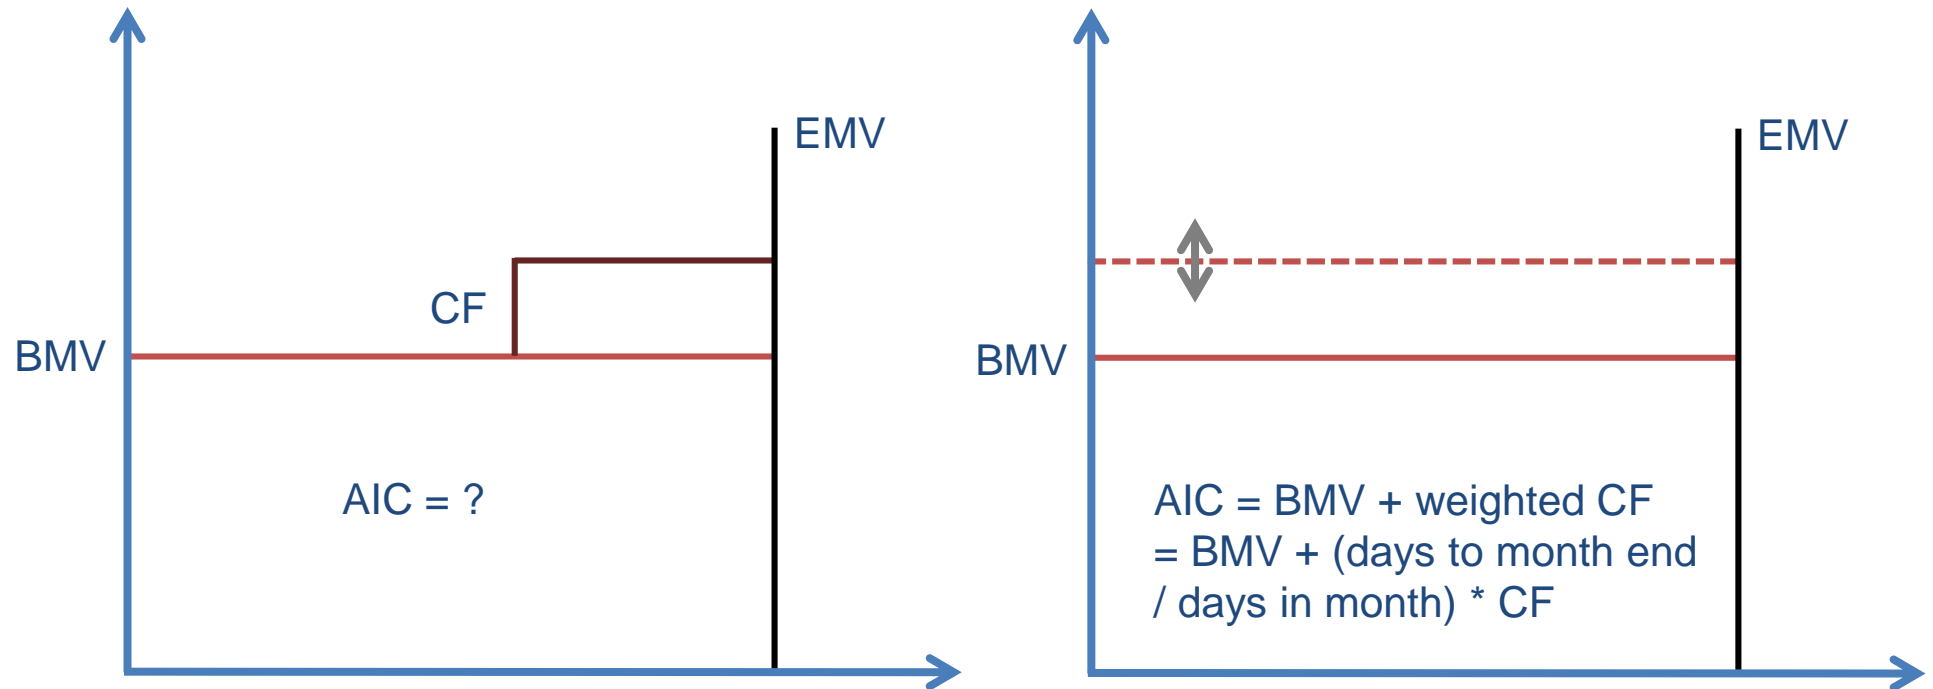 EMV
CF
BMV
AIC = ?
EMV
BMV
AIC = BMV + weighted CF
= BMV + (days to month end
/ days in month) * CF